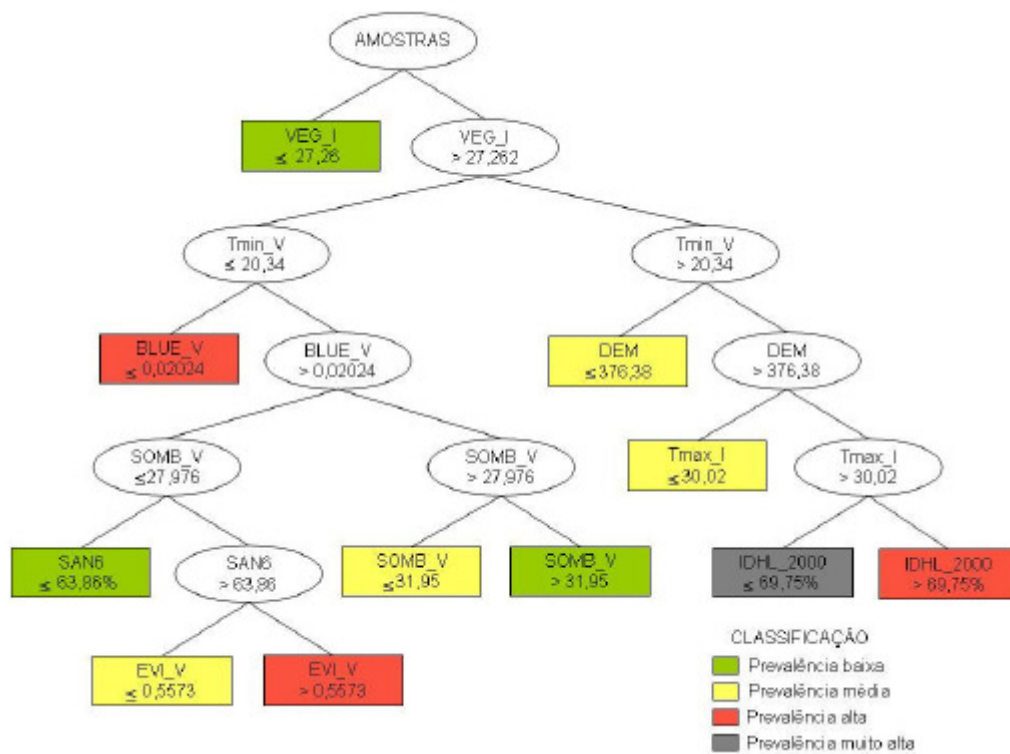 AMOSTRAS
VEG_I
≤ 27,26
VEG_I
> 27,262
Tmin_V
≤ 20,34
Tmin_V
> 20,34
BLUE_V
≤ 0,02024
BLUE_V
> 0,02024
DEM
≤376,38
DEM
> 376,38
SOMB_V
≤27,976
SOMB_V
> 27,976
Tmax_I
≤30,02
Tmax_I
> 30,02
SAN6
≤ 63,86%
SAN6
> 63,86
SOMB_V
≤31,95
SOMB_V
> 31,95
IDHL_2000
≤ 69,75%
IDHL_2000
> 69,75%
EVI_V
≤ 0,5573
EVI_V
> 0,5573
CLASSIFICAÇÃO
Prevalência baixa
Prevalência média
Prevalência alta
Prevalência muito alta